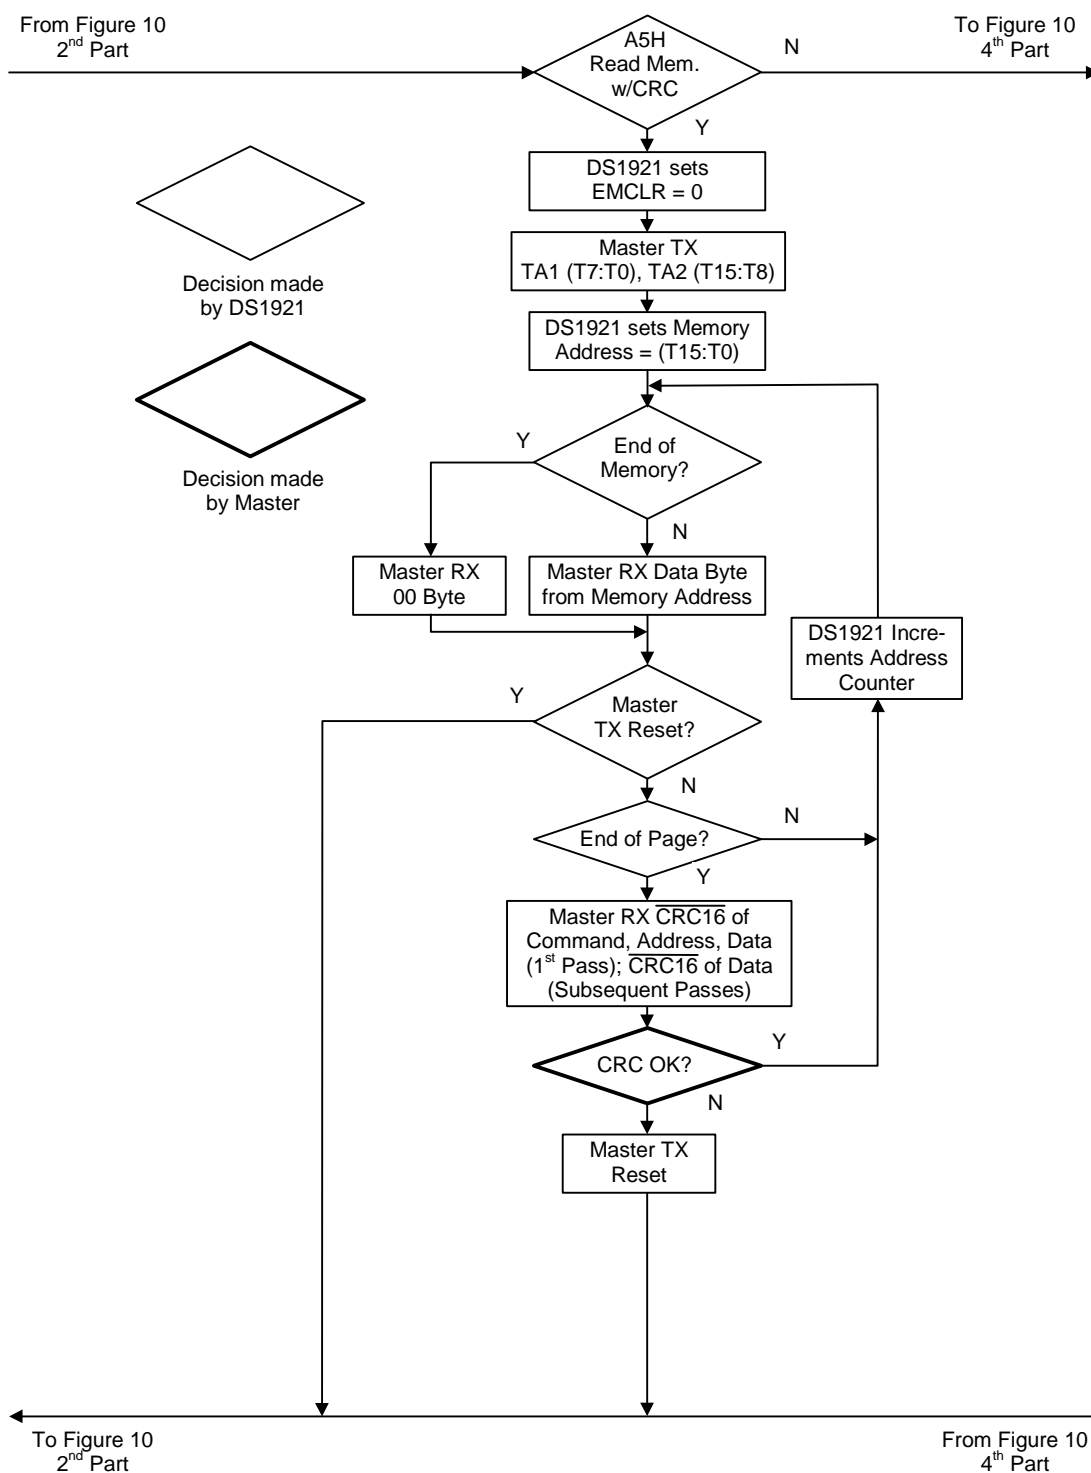 From Figure 10
2nd Part
A5H
Read Mem.
w/CRC
N
To Figure 10
4th Part
Y
DS1921 sets
EMCLR = 0
Decision made
by DS1921
Master TX
TA1 (T7:T0), TA2 (T15:T8)
DS1921 sets Memory
Address = (T15:T0)
Decision made
by Master
Y
End of
Memory?
N
Master RX
00 Byte
Master RX Data Byte
from Memory Address
DS1921 Incre-
ments Address
Counter
Y
Master
TX Reset?
N
End of Page?
N
Y
Master RX CRC16 of
Command, Address, Data
(1st Pass); CRC16 of Data
(Subsequent Passes)
CRC OK?
Y
N
Master TX
Reset
To Figure 10
2nd Part
From Figure 10
4th Part